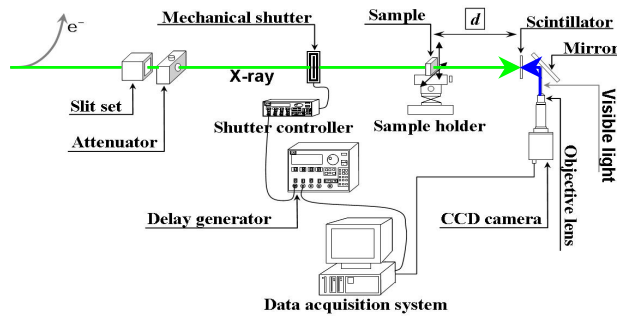 e⁻
Mechanical shutter
Sample
d
Scintillator
Mirror
X-ray
Slit set
Attenuator
Shutter controller
Sample holder
Visible light
Objective lens
Delay generator
CCD camera
Data acquisition system